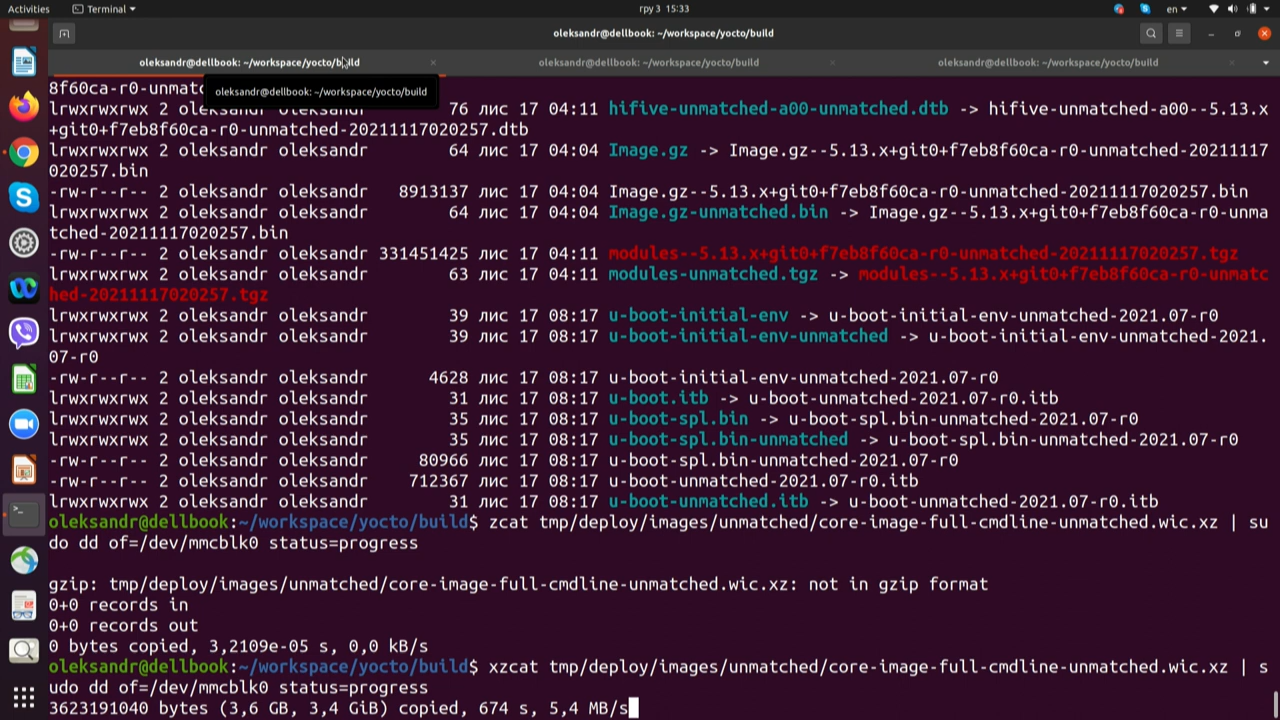 Activities
Terminal
гру 3 15:33
en
oleksandr@dellbook: ~/workspace/yocto/build
oleksandr@dellbook: ~/workspace/yocto/build
oleksandr@dellbook: ~/workspace/yocto/build
oleksandr@dellbook: ~/workspace/yocto/build
oleksandr@dellbook: ~/workspace/yocto/build
8f60ca-r0-unmatc
lrwxrwxrwx 2 oleksandr oleksandr 76 лис 17 04:11 hifive-unmatched-a00-unmatched.dtb -> hifive-unmatched-a00--5.13.x
+git0+f7eb8f60ca-r0-unmatched-20211117020257.dtb
lrwxrwxrwx 2 oleksandr oleksandr 64 лис 17 04:04 Image.gz -> Image.gz--5.13.x+git0+f7eb8f60ca-r0-unmatched-20211117
020257.bin
-rw-r--r-- 2 oleksandr oleksandr 8913137 лис 17 04:04 Image.gz--5.13.x+git0+f7eb8f60ca-r0-unmatched-20211117020257.bin
lrwxrwxrwx 2 oleksandr oleksandr 64 лис 17 04:04 Image.gz-unmatched.bin -> Image.gz--5.13.x+git0+f7eb8f60ca-r0-unma
tched-20211117020257.bin
-rw-r--r-- 2 oleksandr oleksandr 331451425 лис 17 04:11 modules--5.13.x+git0+f7eb8f60ca-r0-unmatched-20211117020257.tgz
lrwxrwxrwx 2 oleksandr oleksandr 63 лис 17 04:11 modules-unmatched.tgz -> modules--5.13.x+git0+f7eb8f60ca-r0-unmatc
hed-20211117020257.tgz
lrwxrwxrwx 2 oleksandr oleksandr 39 лис 17 08:17 u-boot-initial-env -> u-boot-initial-env-unmatched-2021.07-r0
lrwxrwxrwx 2 oleksandr oleksandr 39 лис 17 08:17 u-boot-initial-env-unmatched -> u-boot-initial-env-unmatched-2021.
07-r0
-rw-r--r-- 2 oleksandr oleksandr 4628 лис 17 08:17 u-boot-initial-env-unmatched-2021.07-r0
lrwxrwxrwx 2 oleksandr oleksandr 31 лис 17 08:17 u-boot.itb -> u-boot-unmatched-2021.07-r0.itb
lrwxrwxrwx 2 oleksandr oleksandr 35 лис 17 08:17 u-boot-spl.bin -> u-boot-spl.bin-unmatched-2021.07-r0
lrwxrwxrwx 2 oleksandr oleksandr 35 лис 17 08:17 u-boot-spl.bin-unmatched -> u-boot-spl.bin-unmatched-2021.07-r0
-rw-r--r-- 2 oleksandr oleksandr 80966 лис 17 08:17 u-boot-spl.bin-unmatched-2021.07-r0
-rw-r--r-- 2 oleksandr oleksandr 712367 лис 17 08:17 u-boot-unmatched-2021.07-r0.itb
lrwxrwxrwx 2 oleksandr oleksandr 31 лис 17 08:17 u-boot-unmatched.itb -> u-boot-unmatched-2021.07-r0.itb
oleksandr@dellbook:~/workspace/yocto/build$ zcat tmp/deploy/images/unmatched/core-image-full-cmdline-unmatched.wic.xz | su
do dd of=/dev/mmcblk0 status=progress
gzip: tmp/deploy/images/unmatched/core-image-full-cmdline-unmatched.wic.xz: not in gzip format
0+0 records in
0+0 records out
0 bytes copied, 3,2109e-05 s, 0,0 kB/s
oleksandr@dellbook:~/workspace/yocto/build$ xzcat tmp/deploy/images/unmatched/core-image-full-cmdline-unmatched.wic.xz | s
udo dd of=/dev/mmcblk0 status=progress
3623191040 bytes (3,6 GB, 3,4 GiB) copied, 674 s, 5,4 MB/s